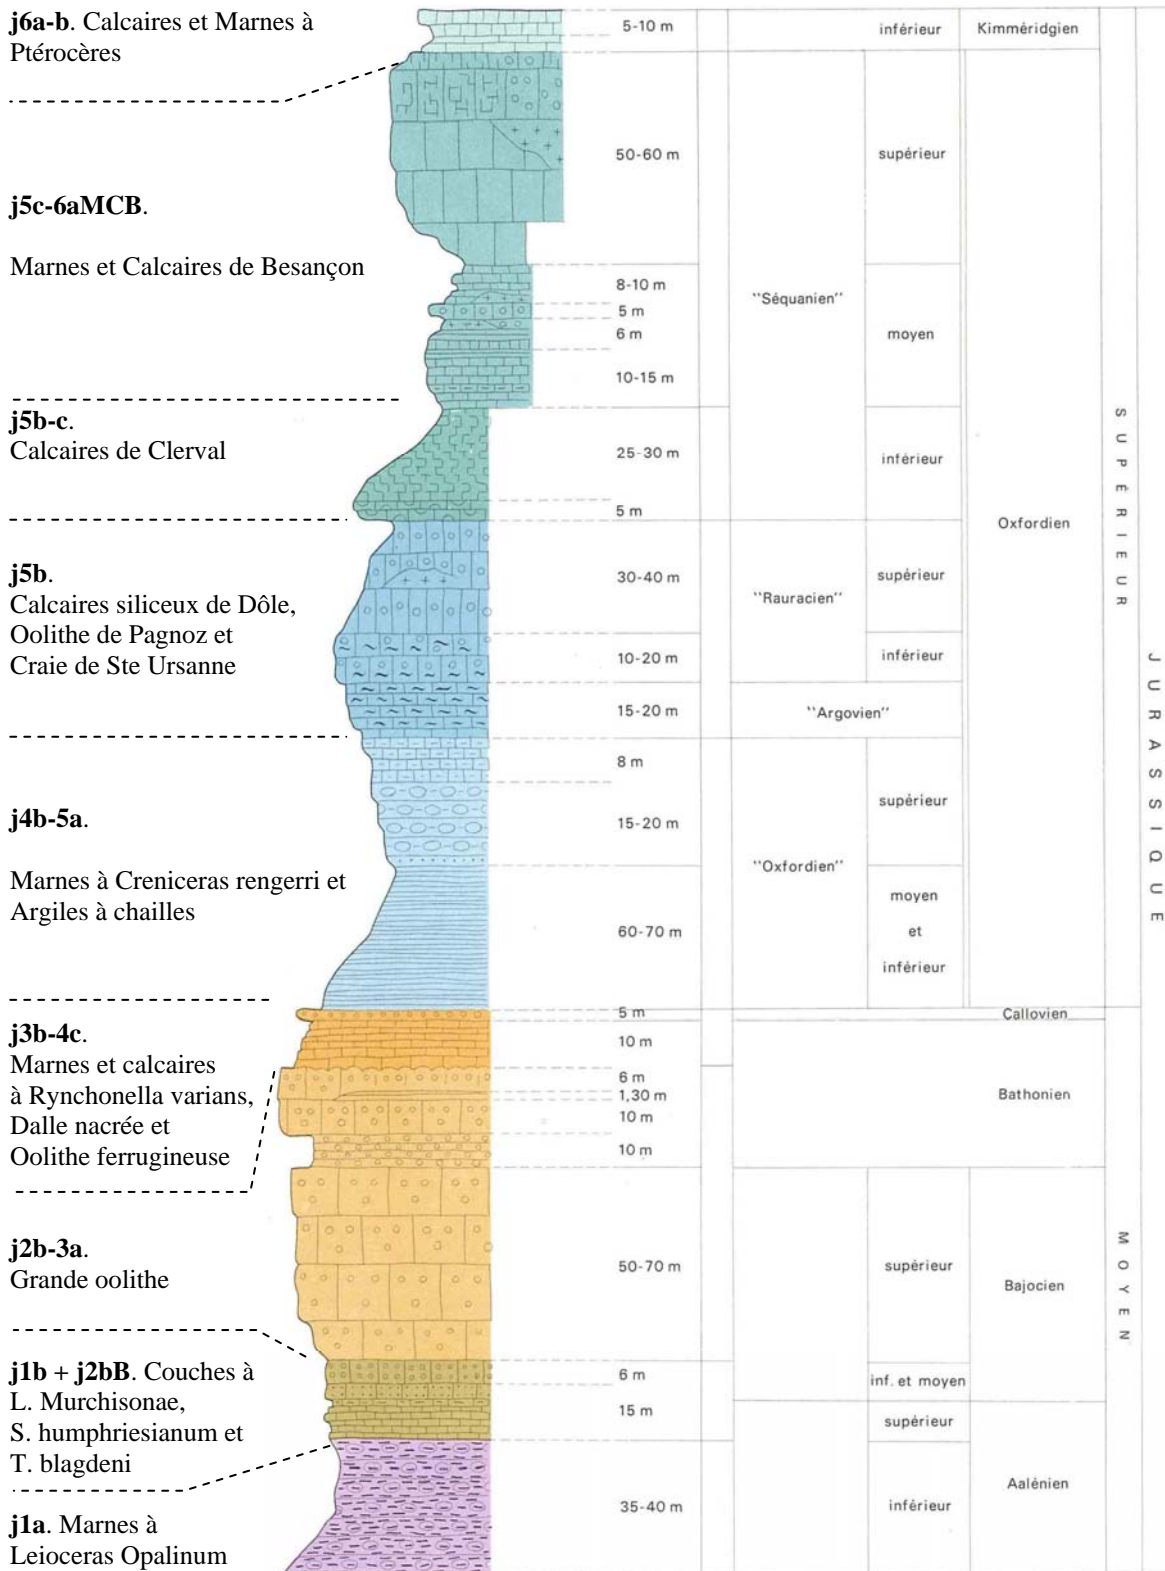 j6a-b. Calcaires et Marnes à
Ptérocères
j5c-6aMCB.
Marnes et Calcaires de Besançon
j5b-c.
Calcaires de Clerval
j5b.
Calcaires siliceux de Dôle,
Oolithe de Pagnoz et
Craie de Ste Ursanne
j4b-5a.
Marnes à Creniceras rengerri et
Argiles à chailles
j3b-4c.
Marnes et calcaires
à Rynchonella varians,
Dalle nacrée et
Oolithe ferrugineuse
j2b-3a.
Grande oolithe
j1b + j2bB. Couches à
L. Murchisonae,
S. humphriesianum et
T. blagdeni
j1a. Marnes à
Leioceras Opalinum
5-10 m
50-60 m
8-10 m
5 m
6 m
10-15 m
25-30 m
5 m
30-40 m
10-20 m
15-20 m
8 m
15-20 m
60-70 m
5 m
10 m
6 m
1,30 m
10 m
10 m
50-70 m
6 m
15 m
35-40 m
"Séquanien"
"Rauracien"
"Argovien"
"Oxfordien"
inférieur
supérieur
moyen
inférieur
supérieur
inférieur
supérieur
moyen
et
inférieur
supérieur
inf. et moyen
supérieur
inférieur
Kimméridgien
Oxfordien
Callovien
Bathonien
Bajocien
Aalénien
SUPÉRIEUR
MOYEN
JURASSIQUE